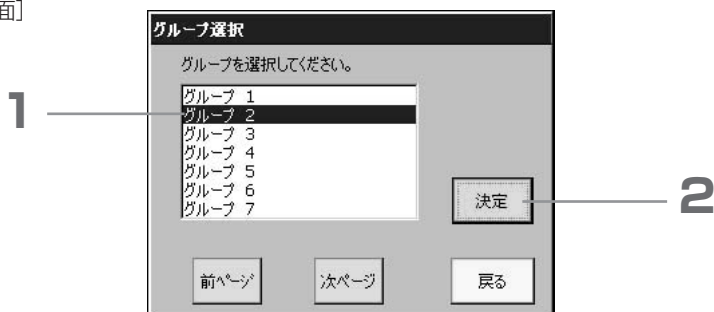 面］
グループ選択
グループを選択してください。
1
グループ 1
グループ 2
グループ 3
グループ 4
グループ 5
グループ 6
グループ 7
決定
2
前ページ
次ページ
戻る